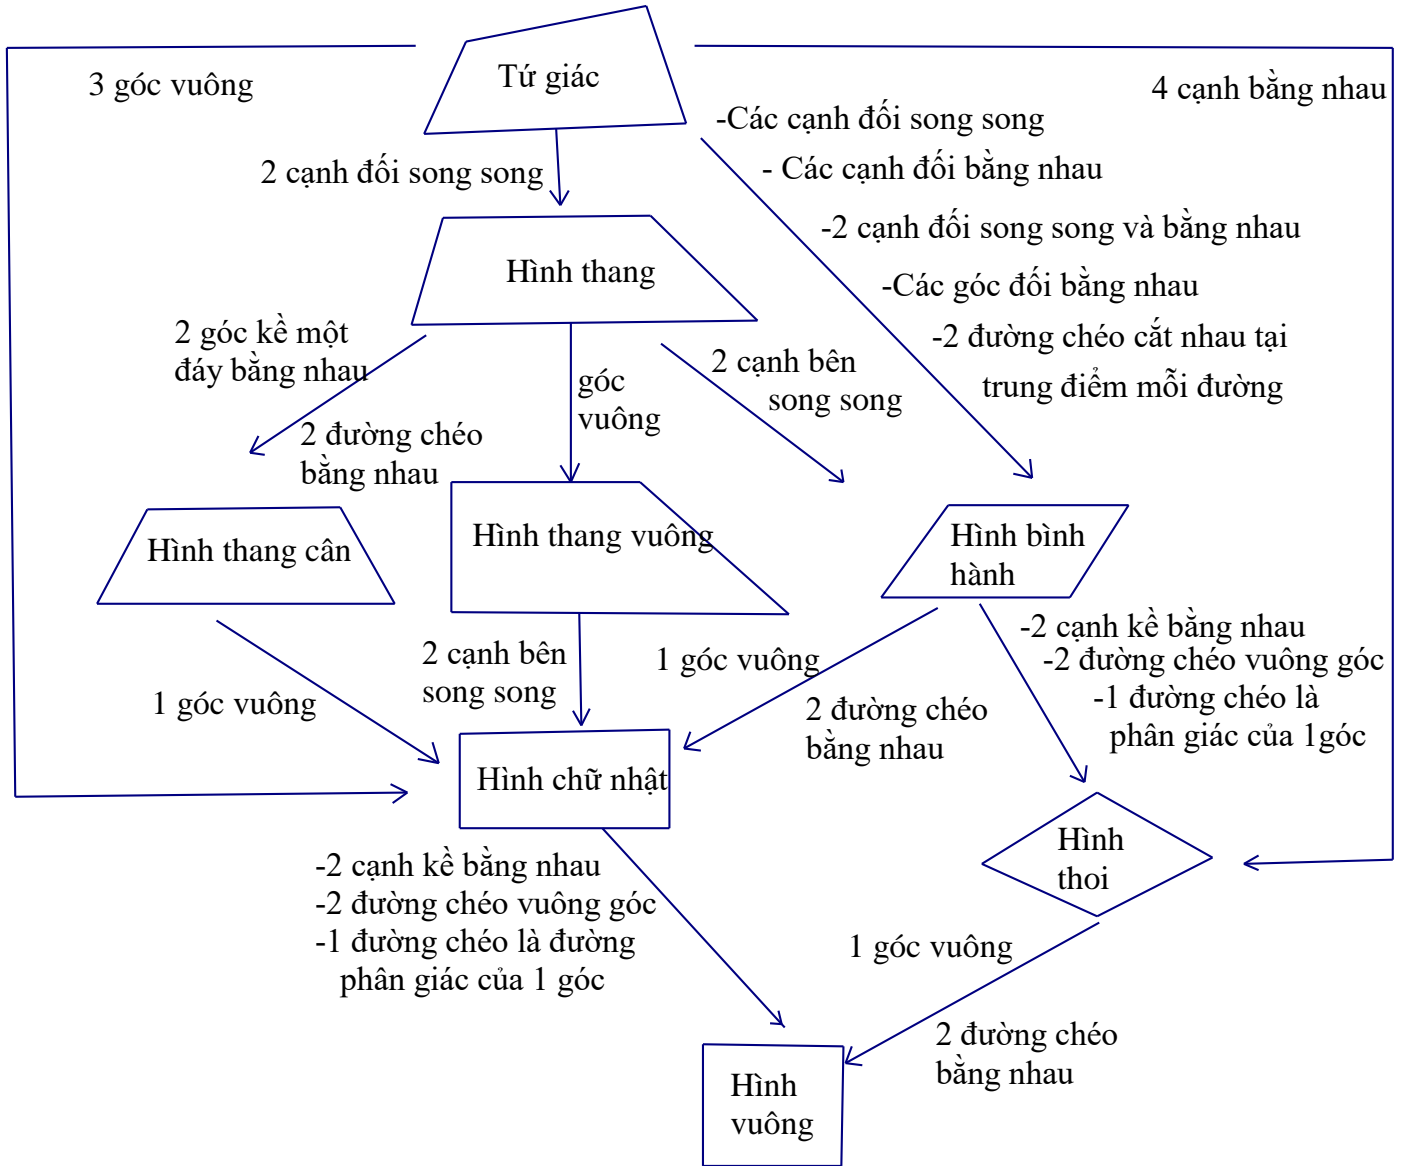 Tứ giác
3 góc vuông
4 cạnh bằng nhau
-Các cạnh đối song song
2 cạnh đối song song
- Các cạnh đối bằng nhau
-2 cạnh đối song song và bằng nhau
Hình thang
-Các góc đối bằng nhau
2 góc kề một
đáy bằng nhau
-2 đường chéo cắt nhau tại
trung điểm mỗi đường
2 cạnh bên
song song
góc
vuông
2 đường chéo
bằng nhau
Hình thang cân
Hình thang vuông
Hình bình
hành
-2 cạnh kề bằng nhau
-2 đường chéo vuông góc
-1 đường chéo là
phân giác của 1góc
2 cạnh bên
song song
1 góc vuông
1 góc vuông
2 đường chéo
bằng nhau
Hình chữ nhật
Hình
thoi
-2 cạnh kề bằng nhau
-2 đường chéo vuông góc
-1 đường chéo là đường
phân giác của 1 góc
1 góc vuông
2 đường chéo
bằng nhau
Hình
vuông